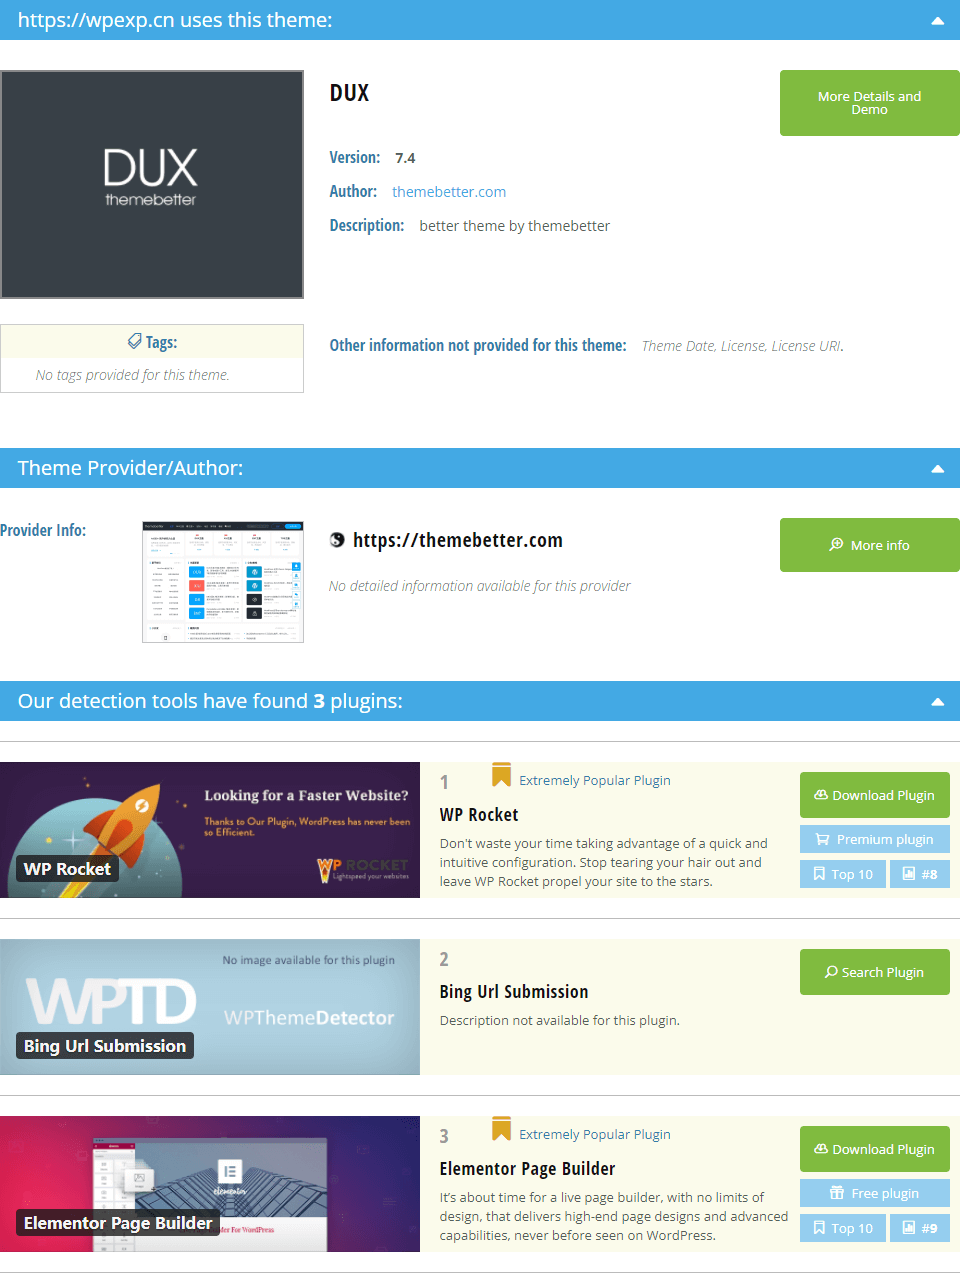 https://wpexp.cn uses this theme:
DUX
themebetter
DUX
More Details and
Demo
Version: 7.4
Author: themebetter.com
Description: better theme by themebetter
Tags:
No tags provided for this theme.
Other information not provided for this theme: Theme Date, License, License URI.
Theme Provider/Author:
Provider Info:
https://themebetter.com
No detailed information available for this provider
More info
Our detection tools have found 3 plugins:
Looking for a Faster Website?
Thanks to Our Plugin, WordPress has never been
so Efficient.
WP ROCKET
Lightspeed your websites
WP Rocket
1 Extremely Popular Plugin
WP Rocket
Don't waste your time taking advantage of a quick and
intuitive configuration. Stop tearing your hair out and
leave WP Rocket propel your site to the stars.
Download Plugin
Premium plugin
Top 10 #8
No image available for this plugin
WPTD
WPThemeDetector
Bing Url Submission
2
Bing Url Submission
Description not available for this plugin.
Search Plugin
elementor
Elementor Page Builder
For WordPress
3 Extremely Popular Plugin
Elementor Page Builder
It's about time for a live page builder, with no limits of
design, that delivers high-end page designs and advanced
capabilities, never before seen on WordPress.
Download Plugin
Free plugin
Top 10 #9